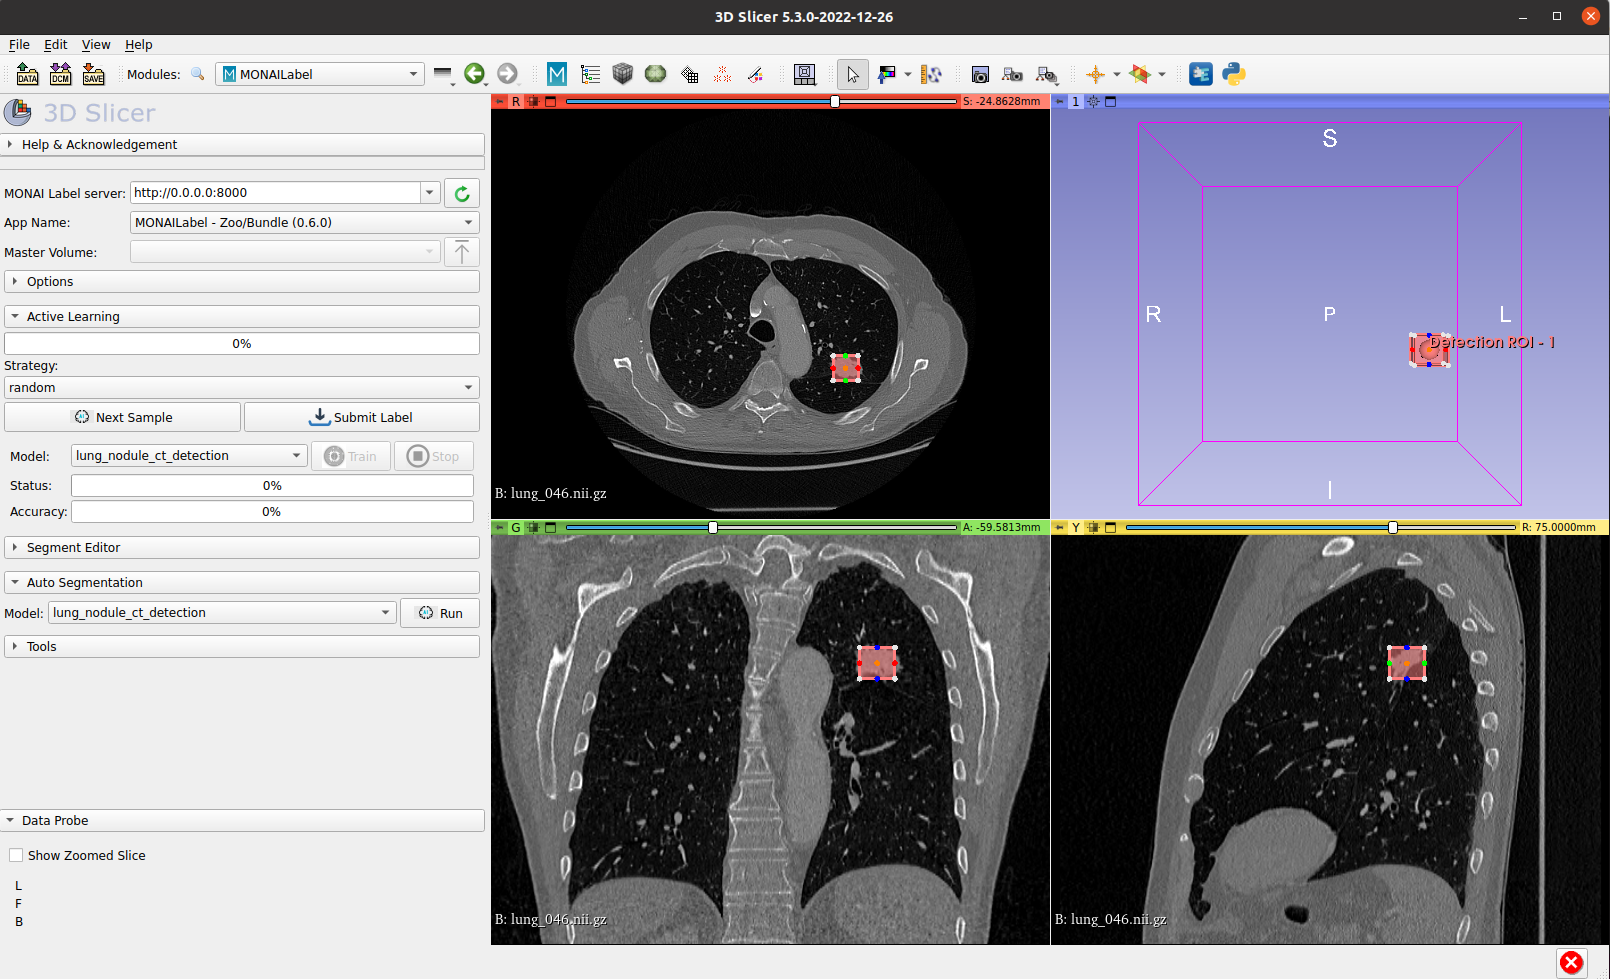 3D Slicer 5.3.0-2022-12-26
File Edit View Help
DATA DCM SAVE Modules: M MONAILabel M
3D Slicer
Help & Acknowledgement
MONAI Label server: http://0.0.0.0:8000
App Name: MONAILabel - Zoo/Bundle (0.6.0)
Master Volume:
Options
Active Learning
0%
Strategy:
random
Next Sample Submit Label
Model: lung_nodule_ct_detection Train Stop
Status: 0%
Accuracy: 0%
Segment Editor
Auto Segmentation
Model: lung_nodule_ct_detection Run
Tools
Data Probe
Show Zoomed Slice
L
F
B
R S: -24.8628mm
B: lung_046.nii.gz
1
S
R P L
Detection ROI - 1
I
G A: -59.5813mm
B: lung_046.nii.gz
Y R: 75.0000mm
B: lung_046.nii.gz